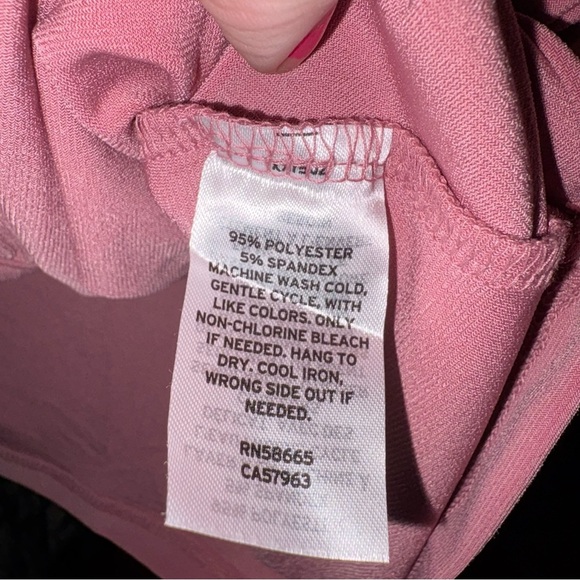 95% POLYESTER
5% SPANDEX
MACHINE WASH COLD,
GENTLE CYCLE, WITH
LIKE COLORS. ONLY
NON-CHLORINE BLEACH
IF NEEDED. HANG TO
DRY. COOL IRON,
WRONG SIDE OUT IF
NEEDED.
RN58665
CA57963